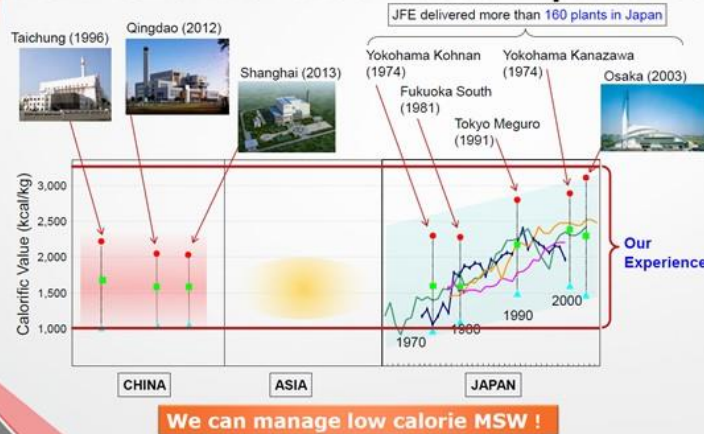 JFE delivered more than 160 plants in Japan
Taichung (1996)
Qingdao (2012)
Shanghai (2013)
Yokohama Kohnan
(1974)
Fukuoka South
(1981)
Tokyo Meguro
(1991)
Yokohama Kanazawa
(1974)
Osaka (2003)
Calorific Value (kcal/kg)
3,000
2,500
2,000
1,500
1,000
1970
1980
1990
2000
Our
Experience
CHINA
ASIA
JAPAN
We can manage low calorie MSW !